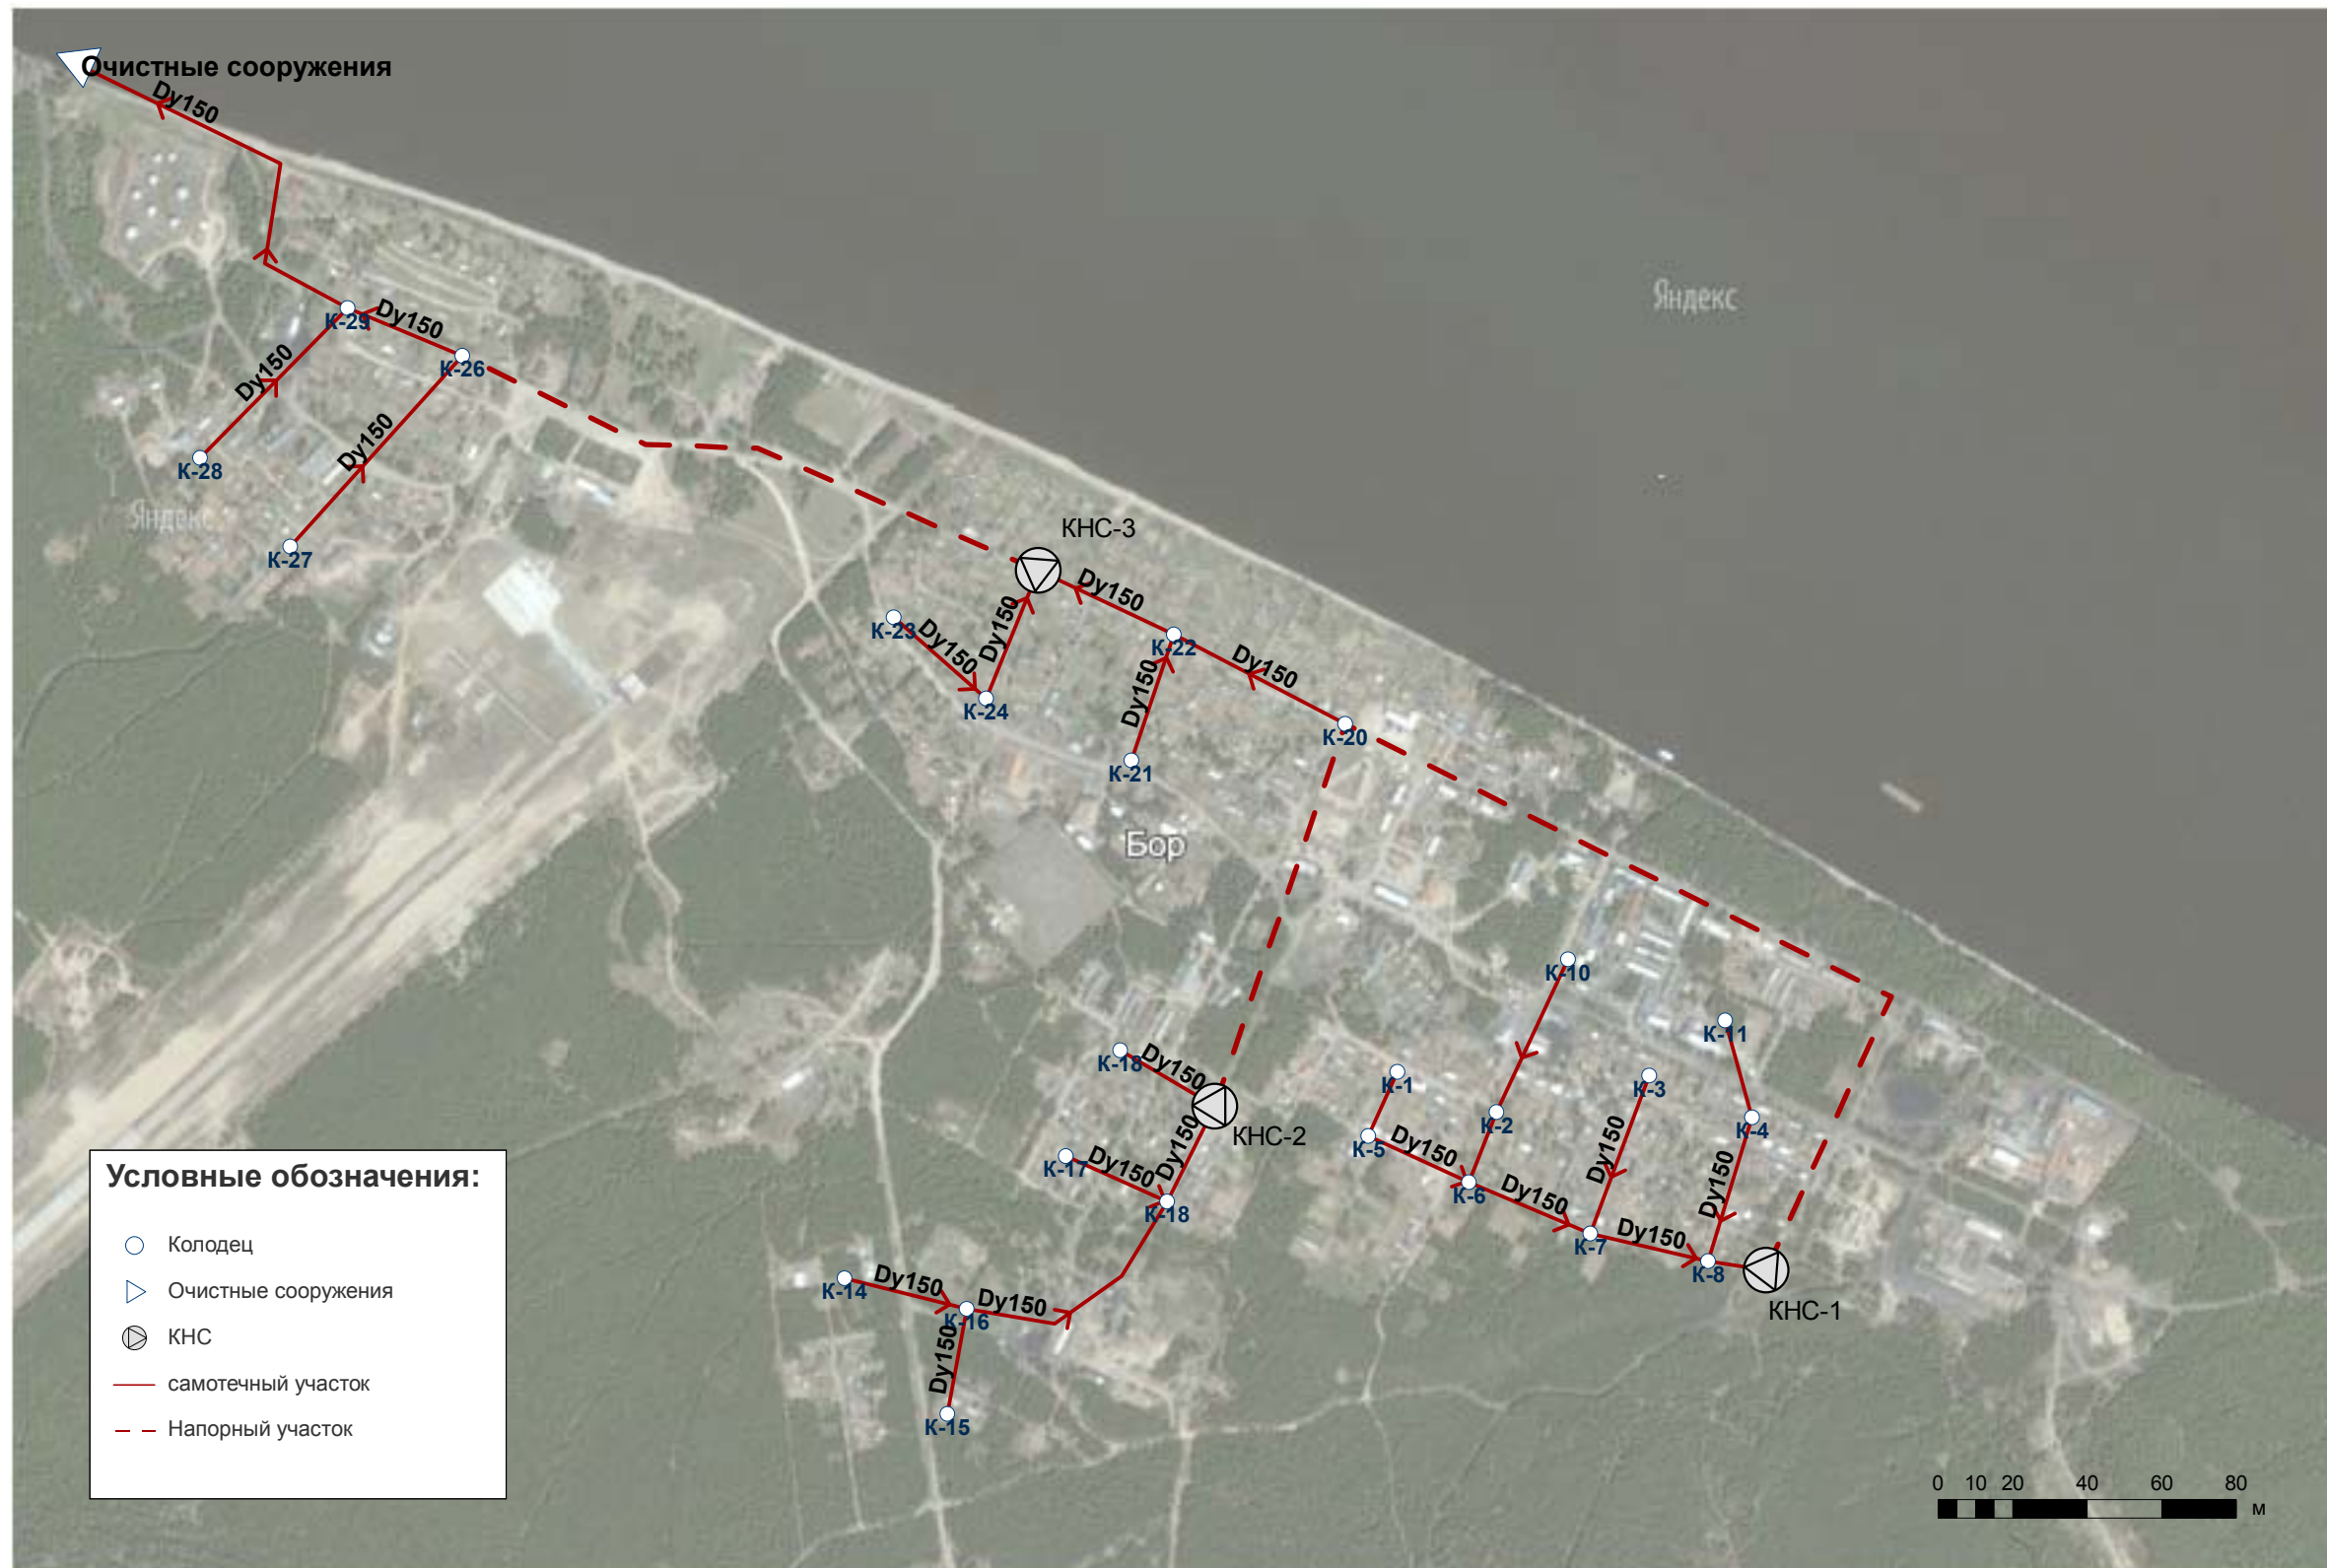 Очистные сооружения
Dy150
Яндекс
К-29
Dy150
К-26
Dy150
Dy150
К-28
К-27
Яндекс
КНС-3
Dy150
Dy150
К-23
Dy150
К-22
Dy150
К-24
Dy150
К-20
К-21
Бор
К-10
К-11
К-18
Dy150
К-1
К-3
К-2
К-4
КНС-2
Dy150
К-5
Dy150
Dy150
К-17
Dy150
К-6
Dy150
Dy150
К-18
К-7
Dy150
К-8
КНС-1
К-14
Dy150
Dy150
К-16
Dy150
К-15
Условные обозначения:
Колодец
Очистные сооружения
КНС
самотечный участок
Напорный участок
0 10 20 40 60 80
м